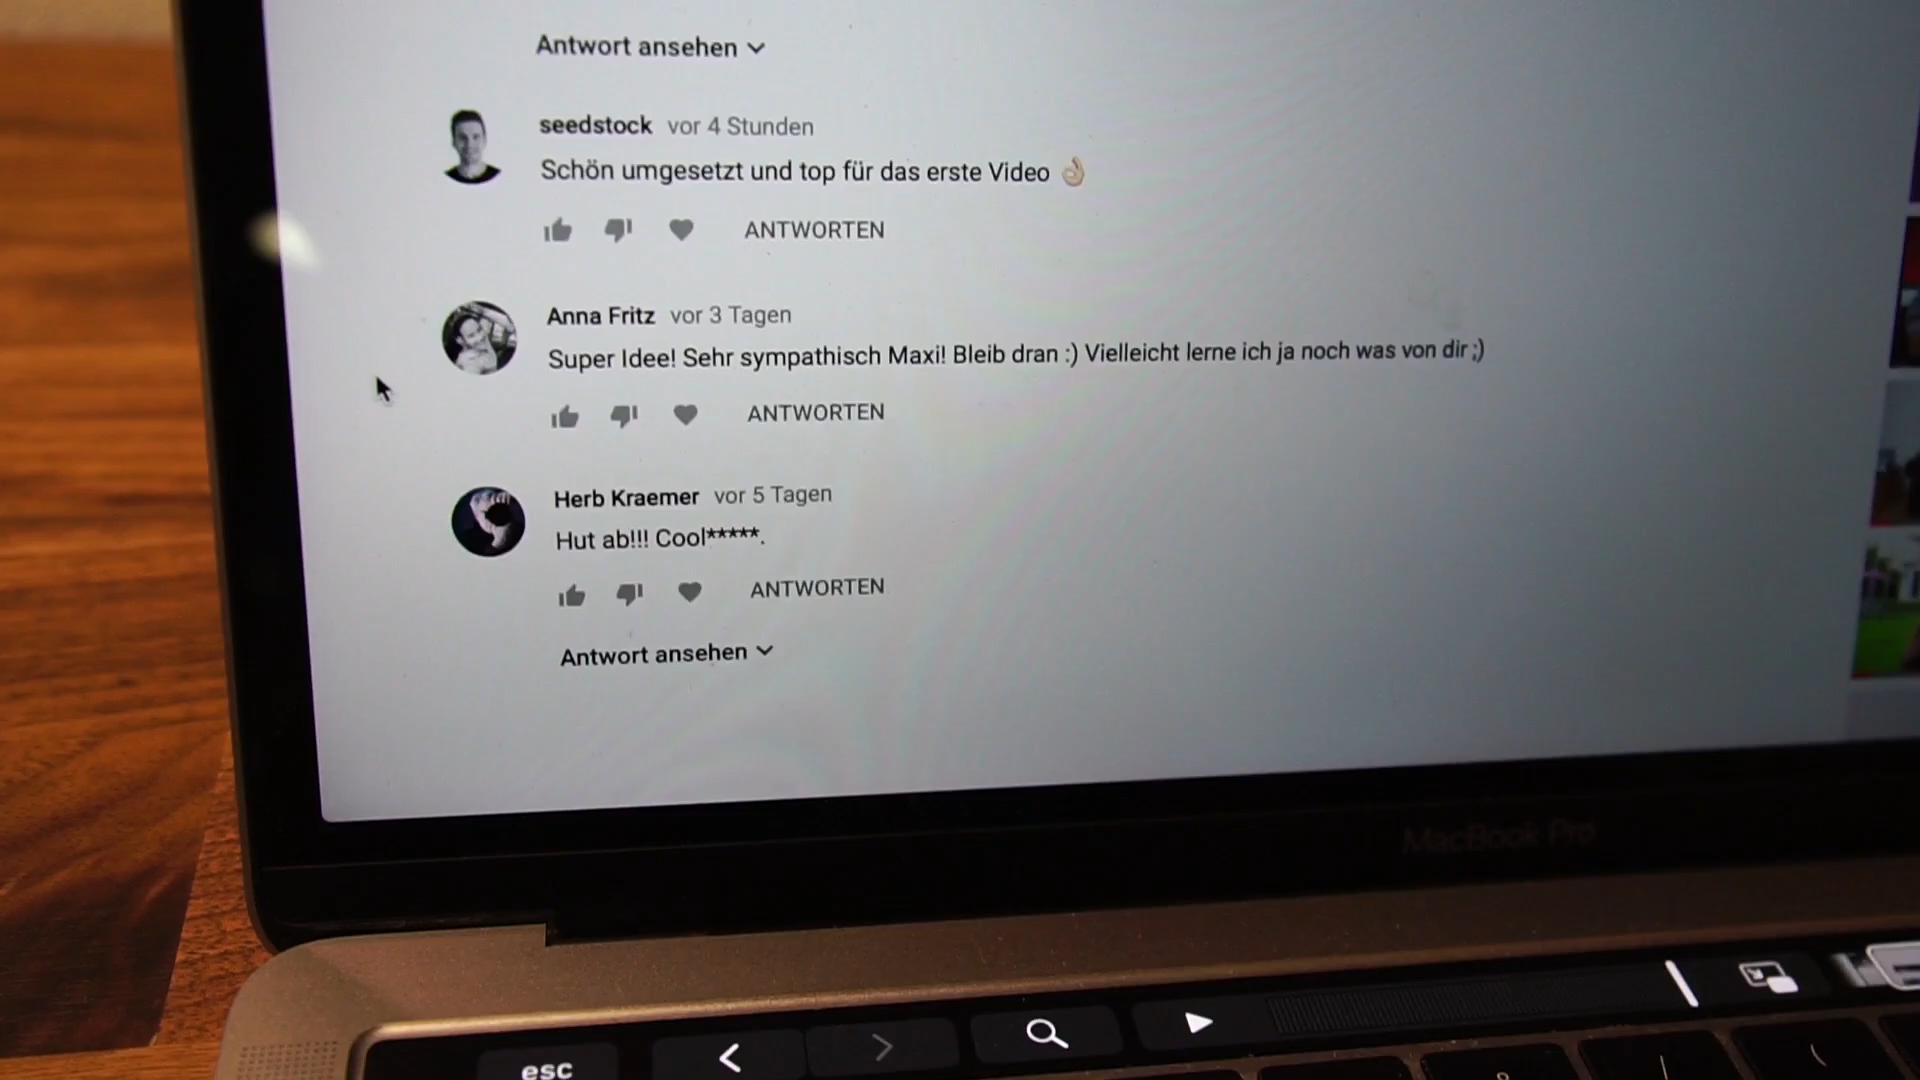 Antwort ansehen
seedstock vor 4 Stunden
Schön umgesetzt und top für das erste Video 👌🏼
ANTWORTEN
Anna Fritz vor 3 Tagen
Super Idee! Sehr sympathisch Maxi! Bleib dran :) Vielleicht lerne ich ja noch was von dir ;)
ANTWORTEN
Herb Kraemer vor 5 Tagen
Hut ab!!! Cool*****.
ANTWORTEN
Antwort ansehen
MacBook Pro
esc